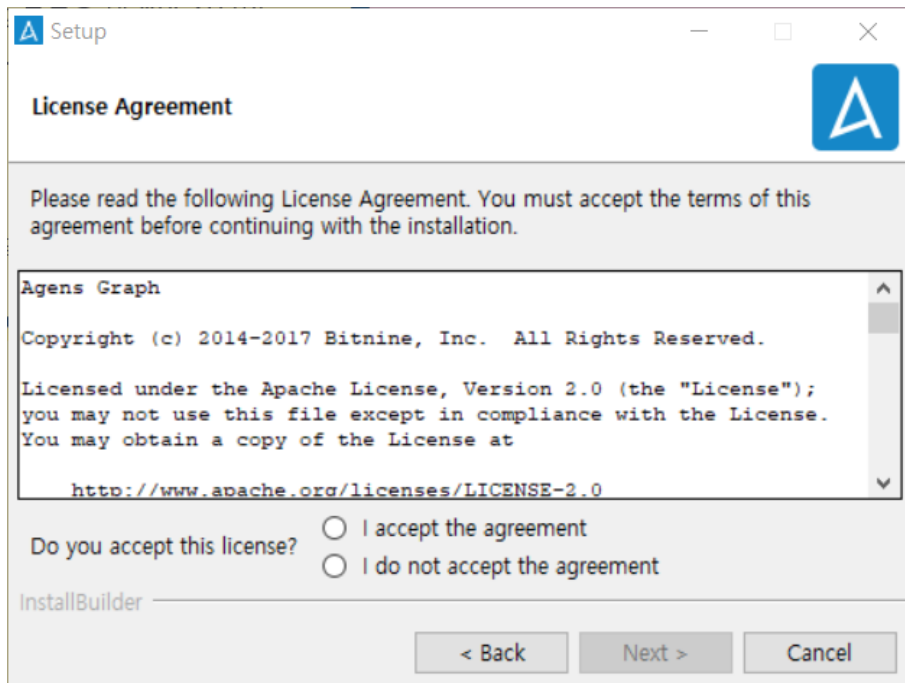 Setup
License Agreement
Please read the following License Agreement. You must accept the terms of this
agreement before continuing with the installation.
Agens Graph
Copyright (c) 2014-2017 Bitnine, Inc.  All Rights Reserved.
Licensed under the Apache License, Version 2.0 (the "License");
you may not use this file except in compliance with the License.
You may obtain a copy of the License at
http://www.apache.org/licenses/LICENSE-2.0
Do you accept this license?
I accept the agreement
I do not accept the agreement
InstallBuilder
< Back
Next >
Cancel